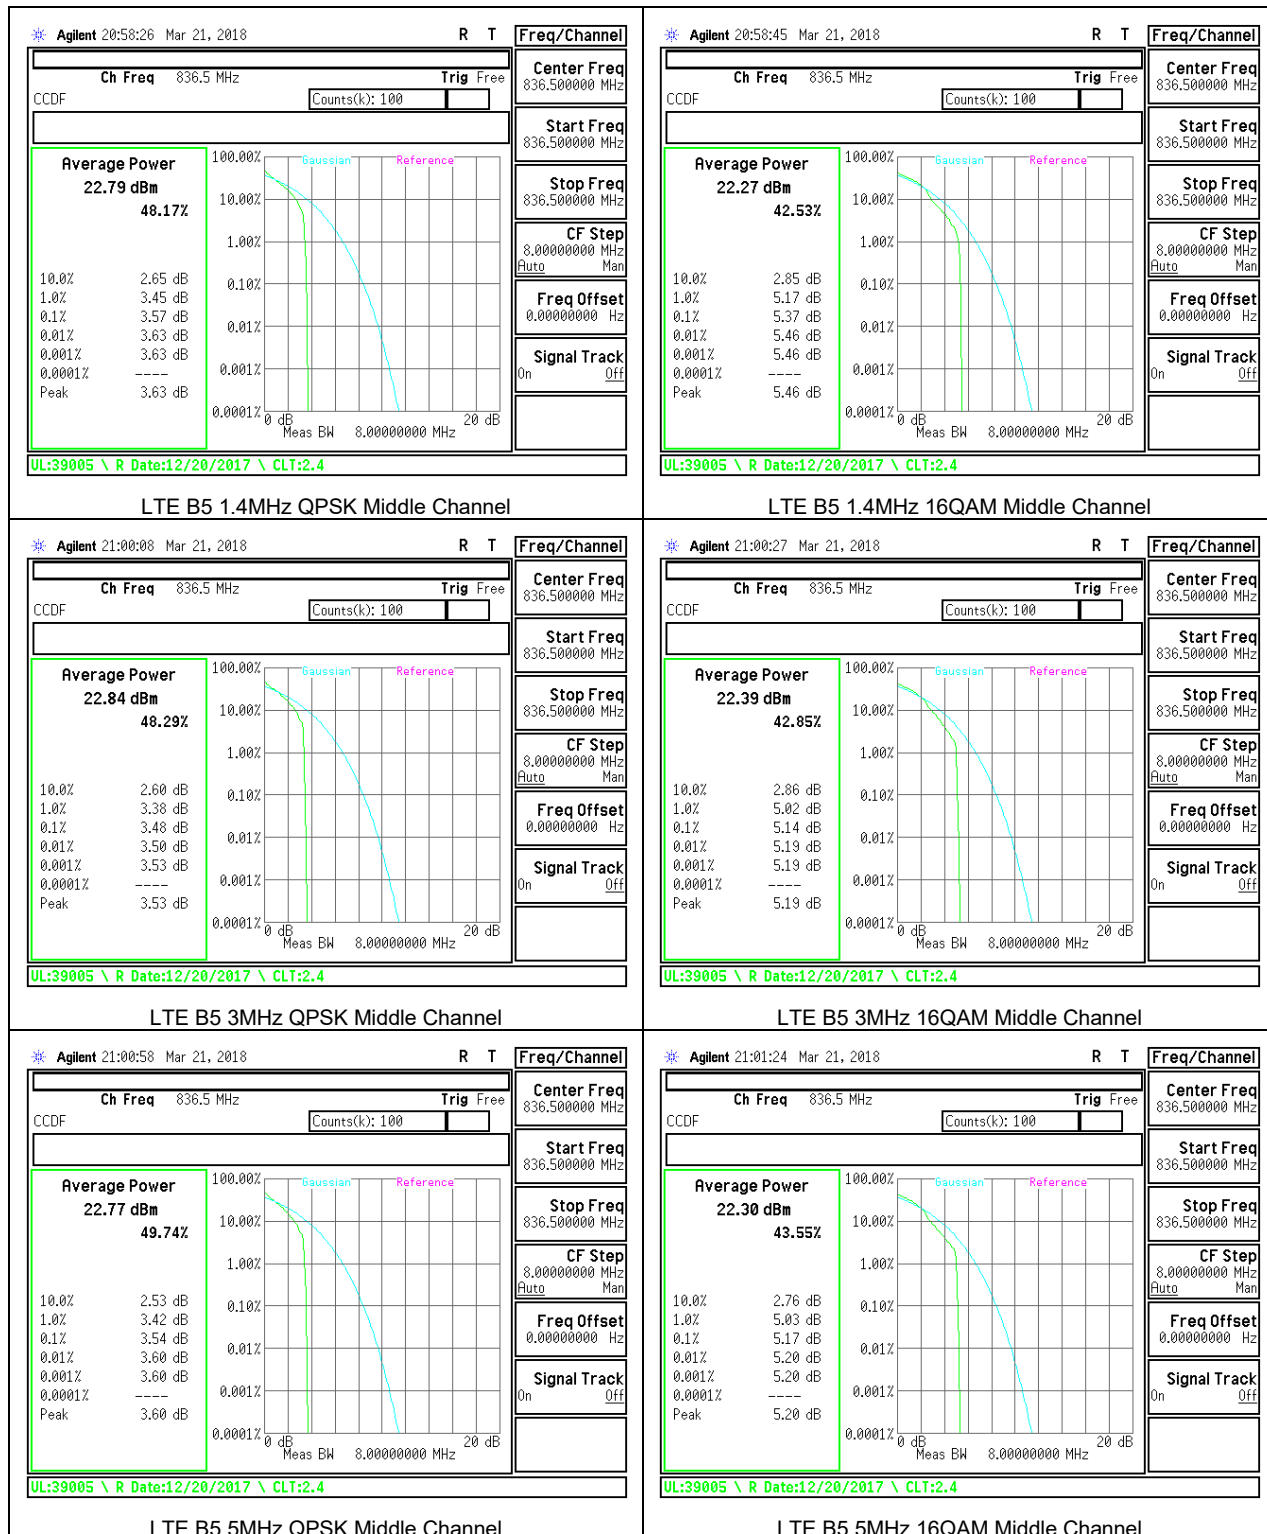 Agilent 20:58:26 Mar 21, 2018 R T Freq/Channel
Ch Freq 836.5 MHz Trig Free
CCDF Counts(k): 100
Center Freq
836.500000 MHz
Start Freq
836.500000 MHz
Stop Freq
836.500000 MHz
CF Step
8.00000000 MHz
Auto Man
Freq Offset
0.00000000 Hz
Signal Track
On Off
Average Power
22.79 dBm
48.17%
10.0% 2.65 dB
1.0% 3.45 dB
0.1% 3.57 dB
0.01% 3.63 dB
0.001% 3.63 dB
0.0001% ----
Peak 3.63 dB
Gaussian Reference
100.00%
10.00%
1.00%
0.10%
0.01%
0.001%
0.0001%
0 dB 20 dB
Meas BW 8.00000000 MHz
UL:39005 \ R Date:12/20/2017 \ CLT:2.4
LTE B5 1.4MHz QPSK Middle Channel
Agilent 20:58:45 Mar 21, 2018 R T Freq/Channel
Ch Freq 836.5 MHz Trig Free
CCDF Counts(k): 100
Center Freq
836.500000 MHz
Start Freq
836.500000 MHz
Stop Freq
836.500000 MHz
CF Step
8.00000000 MHz
Auto Man
Freq Offset
0.00000000 Hz
Signal Track
On Off
Average Power
22.27 dBm
42.53%
10.0% 2.85 dB
1.0% 5.17 dB
0.1% 5.37 dB
0.01% 5.46 dB
0.001% 5.46 dB
0.0001% ----
Peak 5.46 dB
Gaussian Reference
100.00%
10.00%
1.00%
0.10%
0.01%
0.001%
0.0001%
0 dB 20 dB
Meas BW 8.00000000 MHz
UL:39005 \ R Date:12/20/2017 \ CLT:2.4
LTE B5 1.4MHz 16QAM Middle Channel
Agilent 21:00:08 Mar 21, 2018 R T Freq/Channel
Ch Freq 836.5 MHz Trig Free
CCDF Counts(k): 100
Center Freq
836.500000 MHz
Start Freq
836.500000 MHz
Stop Freq
836.500000 MHz
CF Step
8.00000000 MHz
Auto Man
Freq Offset
0.00000000 Hz
Signal Track
On Off
Average Power
22.84 dBm
48.29%
10.0% 2.60 dB
1.0% 3.38 dB
0.1% 3.48 dB
0.01% 3.50 dB
0.001% 3.53 dB
0.0001% ----
Peak 3.53 dB
Gaussian Reference
100.00%
10.00%
1.00%
0.10%
0.01%
0.001%
0.0001%
0 dB 20 dB
Meas BW 8.00000000 MHz
UL:39005 \ R Date:12/20/2017 \ CLT:2.4
LTE B5 3MHz QPSK Middle Channel
Agilent 21:00:27 Mar 21, 2018 R T Freq/Channel
Ch Freq 836.5 MHz Trig Free
CCDF Counts(k): 100
Center Freq
836.500000 MHz
Start Freq
836.500000 MHz
Stop Freq
836.500000 MHz
CF Step
8.00000000 MHz
Auto Man
Freq Offset
0.00000000 Hz
Signal Track
On Off
Average Power
22.39 dBm
42.85%
10.0% 2.86 dB
1.0% 5.02 dB
0.1% 5.14 dB
0.01% 5.19 dB
0.001% 5.19 dB
0.0001% ----
Peak 5.19 dB
Gaussian Reference
100.00%
10.00%
1.00%
0.10%
0.01%
0.001%
0.0001%
0 dB 20 dB
Meas BW 8.00000000 MHz
UL:39005 \ R Date:12/20/2017 \ CLT:2.4
LTE B5 3MHz 16QAM Middle Channel
Agilent 21:00:58 Mar 21, 2018 R T Freq/Channel
Ch Freq 836.5 MHz Trig Free
CCDF Counts(k): 100
Center Freq
836.500000 MHz
Start Freq
836.500000 MHz
Stop Freq
836.500000 MHz
CF Step
8.00000000 MHz
Auto Man
Freq Offset
0.00000000 Hz
Signal Track
On Off
Average Power
22.77 dBm
49.74%
10.0% 2.53 dB
1.0% 3.42 dB
0.1% 3.54 dB
0.01% 3.60 dB
0.001% 3.60 dB
0.0001% ----
Peak 3.60 dB
Gaussian Reference
100.00%
10.00%
1.00%
0.10%
0.01%
0.001%
0.0001%
0 dB 20 dB
Meas BW 8.00000000 MHz
UL:39005 \ R Date:12/20/2017 \ CLT:2.4
LTE B5 5MHz QPSK Middle Channel
Agilent 21:01:24 Mar 21, 2018 R T Freq/Channel
Ch Freq 836.5 MHz Trig Free
CCDF Counts(k): 100
Center Freq
836.500000 MHz
Start Freq
836.500000 MHz
Stop Freq
836.500000 MHz
CF Step
8.00000000 MHz
Auto Man
Freq Offset
0.00000000 Hz
Signal Track
On Off
Average Power
22.30 dBm
43.55%
10.0% 2.76 dB
1.0% 5.03 dB
0.1% 5.17 dB
0.01% 5.20 dB
0.001% 5.20 dB
0.0001% ----
Peak 5.20 dB
Gaussian Reference
100.00%
10.00%
1.00%
0.10%
0.01%
0.001%
0.0001%
0 dB 20 dB
Meas BW 8.00000000 MHz
UL:39005 \ R Date:12/20/2017 \ CLT:2.4
LTE B5 5MHz 16QAM Middle Channel